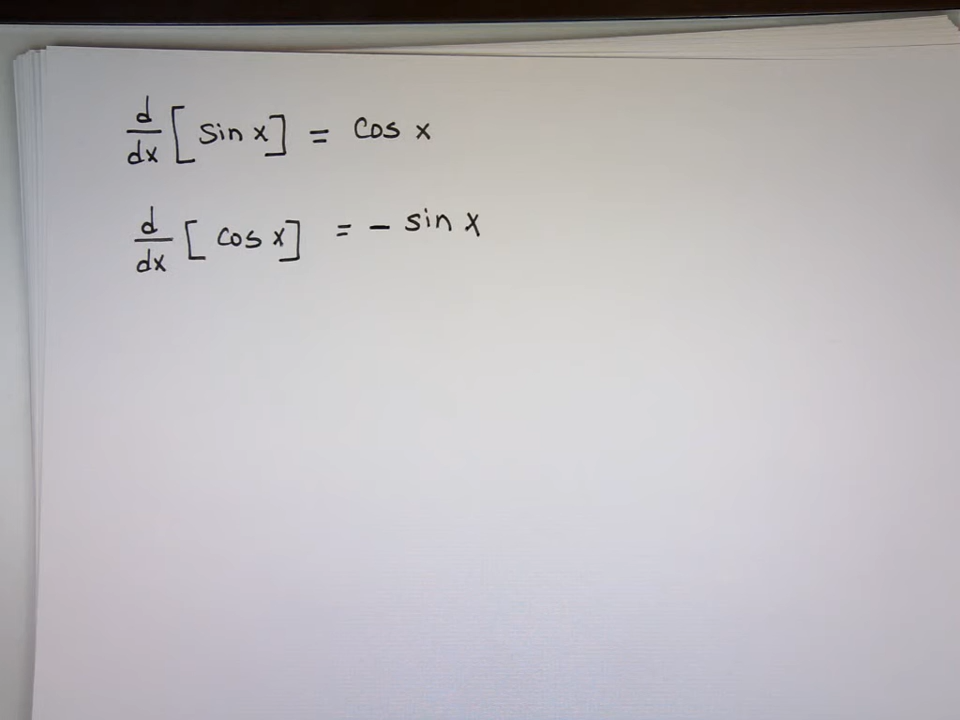 d/dx [sin x] = cos x
d/dx [cos x] = - sin x